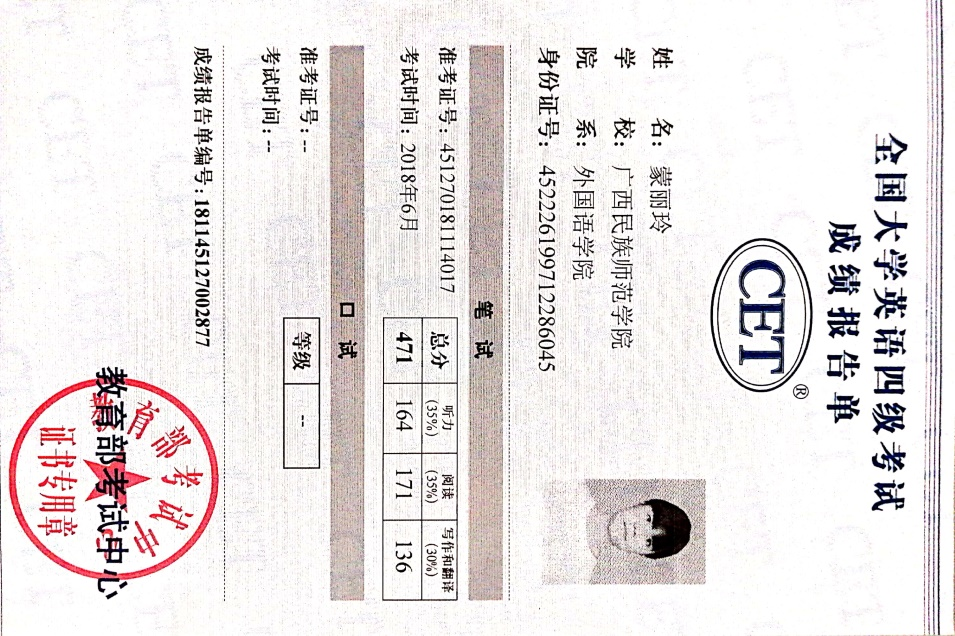 全国大学英语四级考试
成绩报告单
CET®
姓 名: 蒙丽玲
学 校: 广西民族师范学院
院 系: 外国语学院
身份证号: 452226199712286045
笔 试
准考证号: 451270181114017
考试时间: 2018年6月
总分 听力(35%) 阅读(35%) 写作和翻译(30%)
471 164 171 136
口 试
准考证号: --
考试时间: --
等级 --
成绩报告单编号: 181145127002877
教育部考试中心
教育部考试中心
证书专用章